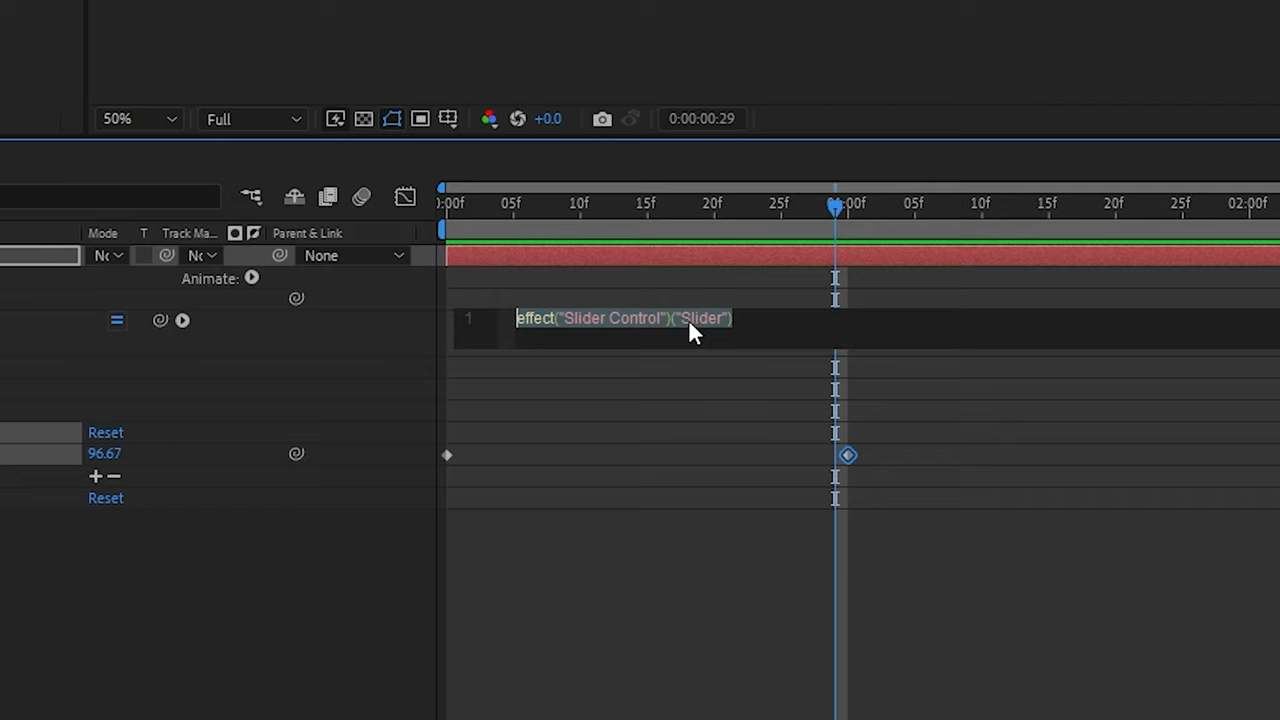 50% Full +0.0 0:00:00:29
:00f 05f 10f 15f 20f 25f 00f 05f 10f 15f 20f 25f 02:00f
Mode T Track Ma... Parent & Link
None
Animate:
1 effect("Slider Control")("Slider")
Reset
96.67
Reset